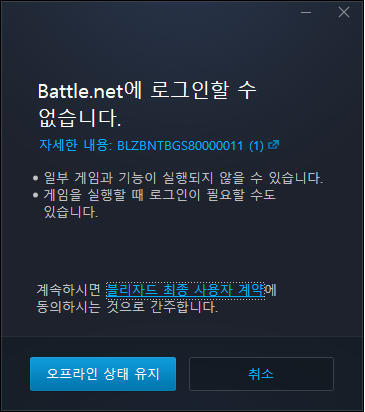 Battle.net에 로그인할 수
없습니다.
자세한 내용: BLZBNTBGS80000011 (1)
• 일부 게임과 기능이 실행되지 않을 수 있습니다.
• 게임을 실행할 때 로그인이 필요할 수도
있습니다.
계속하시면 블리자드 최종 사용자 계약에
동의하시는 것으로 간주합니다.
오프라인 상태 유지
취소